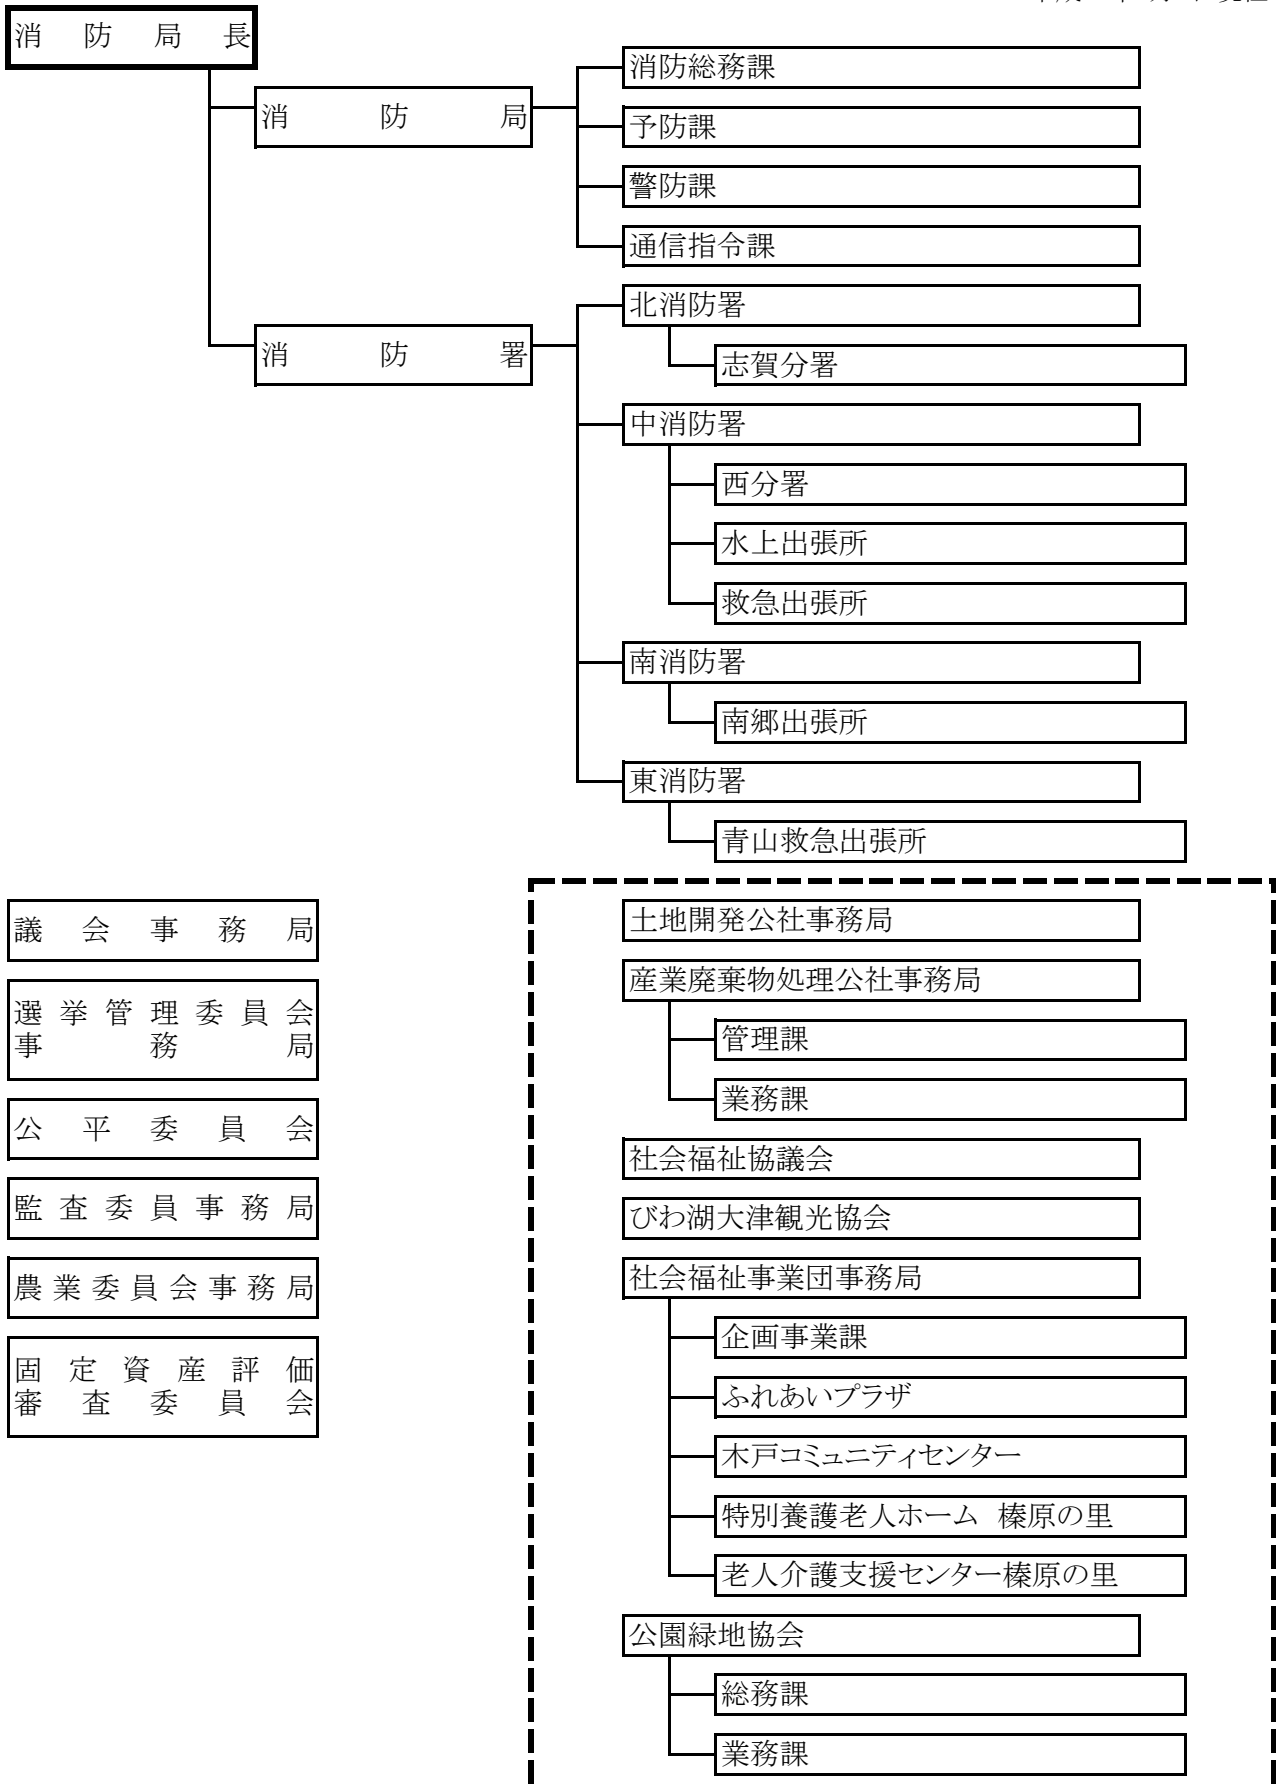 消防局長
消防局
消防総務課
予防課
警防課
通信指令課
消防署
北消防署
志賀分署
中消防署
西分署
水上出張所
救急出張所
南消防署
南郷出張所
東消防署
青山救急出張所
議会事務局
選挙管理委員会
事務局
公平委員会
監査委員事務局
農業委員会事務局
固定資産評価
審査委員会
土地開発公社事務局
産業廃棄物処理公社事務局
管理課
業務課
社会福祉協議会
びわ湖大津観光協会
社会福祉事業団事務局
企画事業課
ふれあいプラザ
木戸コミュニティセンター
特別養護老人ホーム　榛原の里
老人介護支援センター榛原の里
公園緑地協会
総務課
業務課